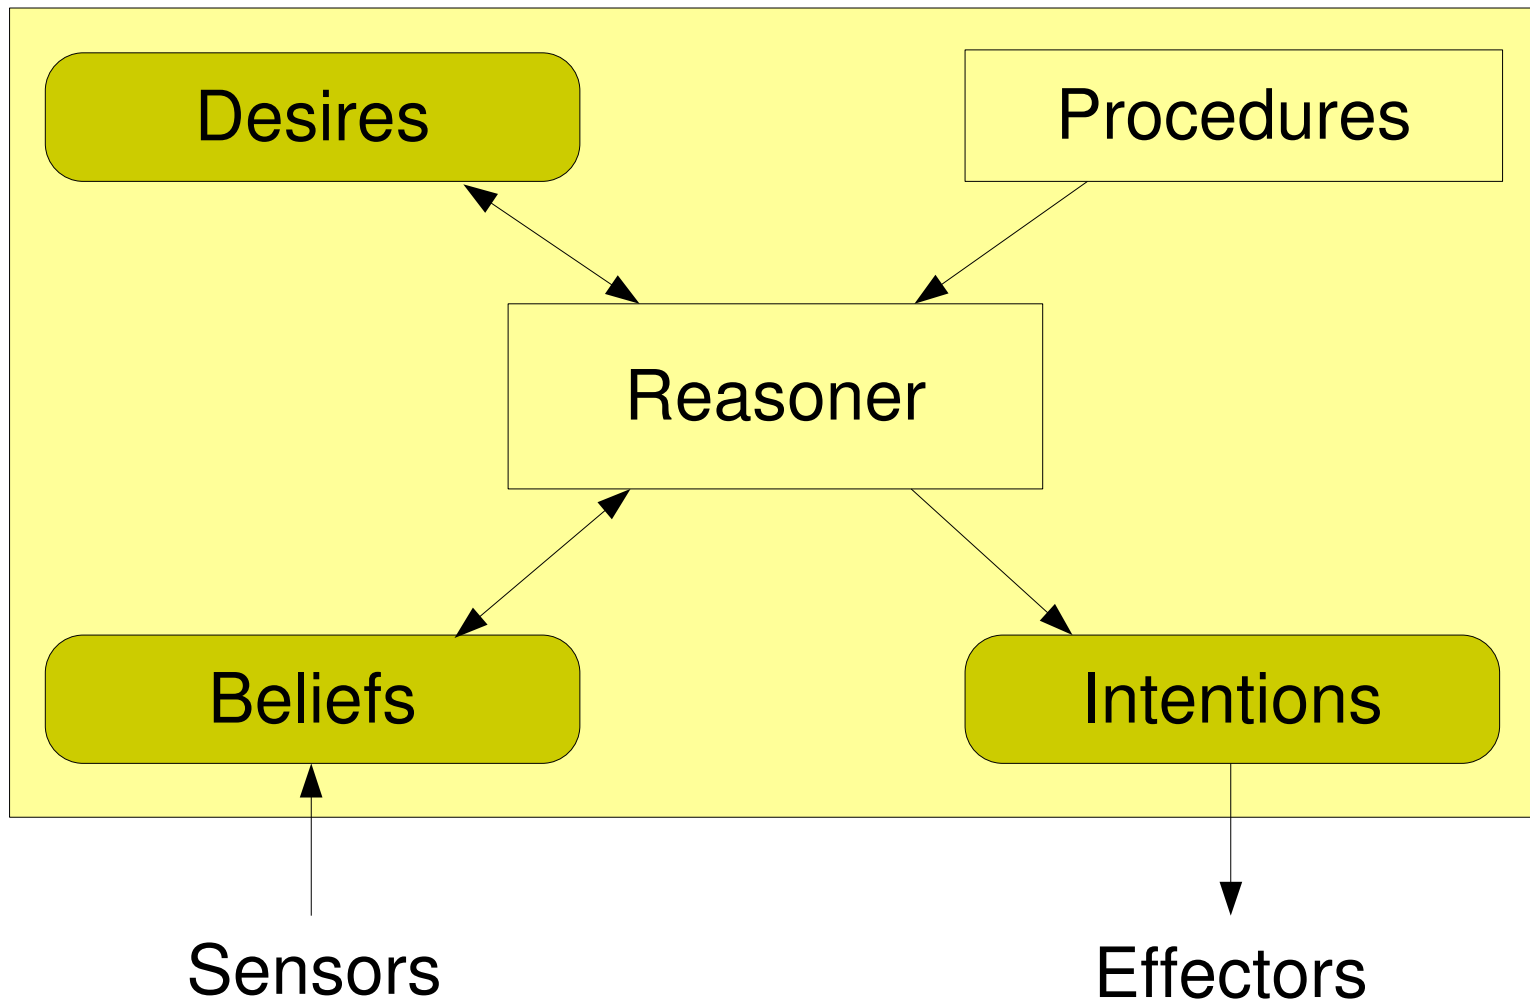 Desires
Procedures
Reasoner
Beliefs
Intentions
Sensors
Effectors